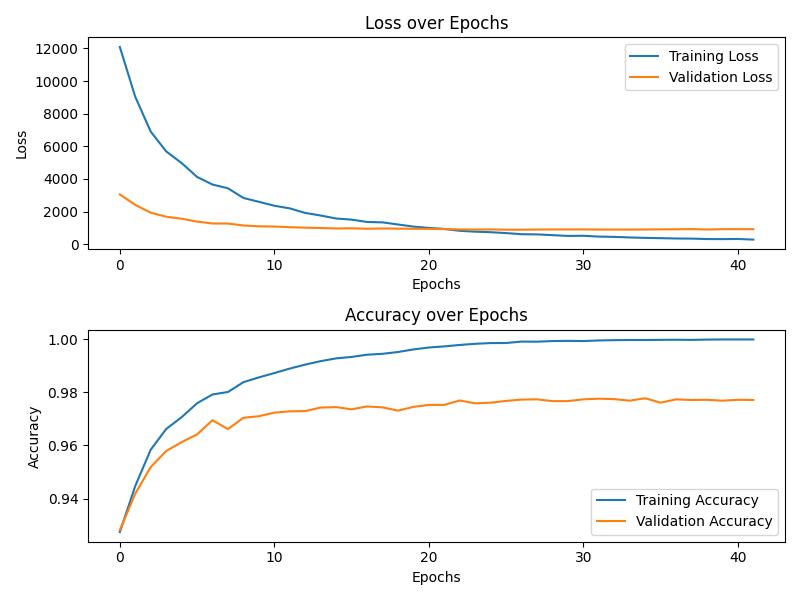 Loss over Epochs
12000
10000
8000
6000
4000
2000
0
Loss
Training Loss
Validation Loss
0
10
20
30
40
Epochs
Accuracy over Epochs
1.00
0.98
0.96
0.94
Accuracy
Training Accuracy
Validation Accuracy
0
10
20
30
40
Epochs